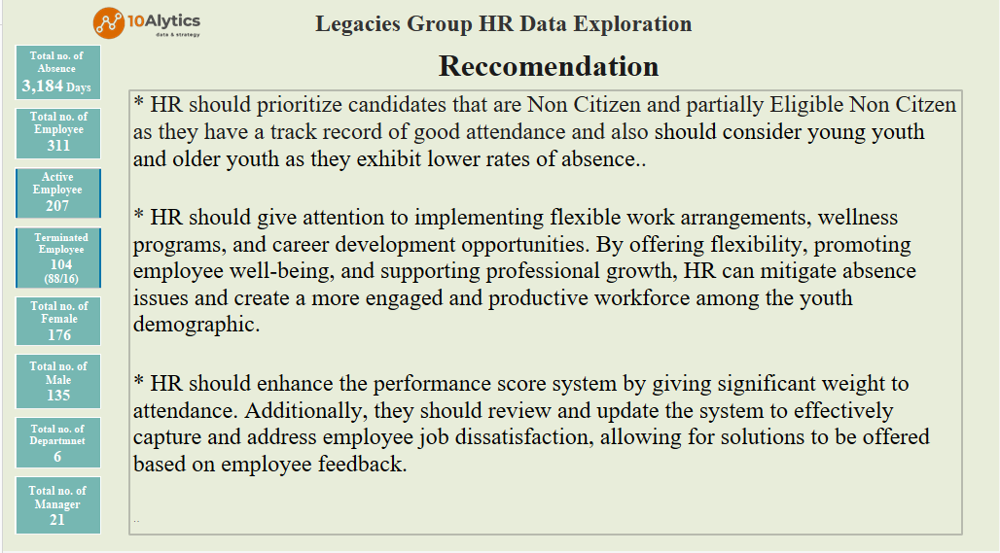 10Alytics
data & strategy
Legacies Group HR Data Exploration
Reccomendation
Total no. of
Absence
3,184 Days
Total no. of
Employee
311
Active
Employee
207
Terminated
Employee
104
(88/16)
Total no. of
Female
176
Total no. of
Male
135
Total no. of
Departmnet
6
Total no. of
Manager
21
* HR should prioritize candidates that are Non Citizen and partially Eligible Non Citzen
as they have a track record of good attendance and also should consider young youth
and older youth as they exhibit lower rates of absence..
* HR should give attention to implementing flexible work arrangements, wellness
programs, and career development opportunities. By offering flexibility, promoting
employee well-being, and supporting professional growth, HR can mitigate absence
issues and create a more engaged and productive workforce among the youth
demographic.
* HR should enhance the performance score system by giving significant weight to
attendance. Additionally, they should review and update the system to effectively
capture and address employee job dissatisfaction, allowing for solutions to be offered
based on employee feedback.
..